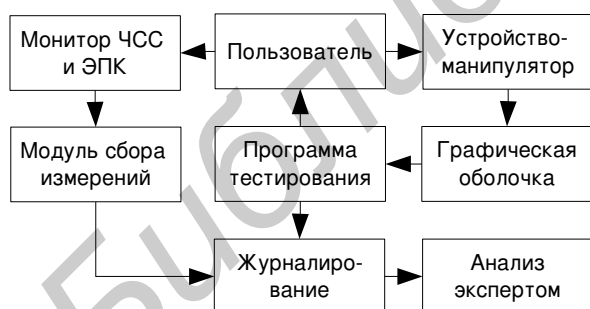 Монитор ЧСС
и ЭПК
Пользователь
Устройство-
манипулятор
Модуль сбора
измерений
Программа
тестирования
Графическая
оболочка
Журналиро-
вание
Анализ
экспертом